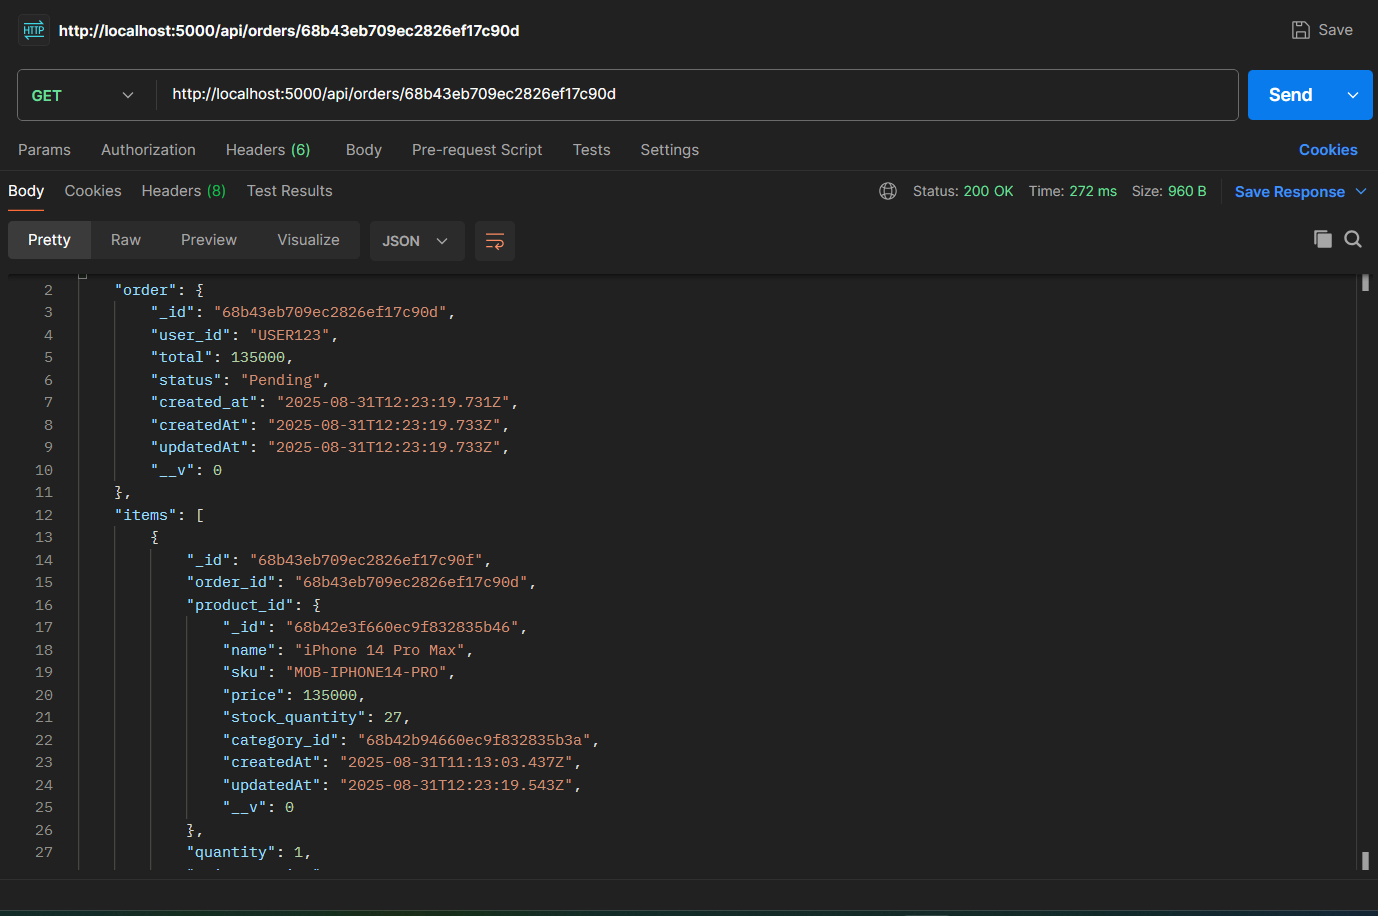 HTTP http://localhost:5000/api/orders/68b43eb709ec2826ef17c90d Save
GET http://localhost:5000/api/orders/68b43eb709ec2826ef17c90d Send
Params Authorization Headers (6) Body Pre-request Script Tests Settings Cookies
Body Cookies Headers (8) Test Results Status: 200 OK Time: 272 ms Size: 960 B Save Response
Pretty Raw Preview Visualize JSON
2 "order": {
3 "_id": "68b43eb709ec2826ef17c90d",
4 "user_id": "USER123",
5 "total": 135000,
6 "status": "Pending",
7 "created_at": "2025-08-31T12:23:19.731Z",
8 "createdAt": "2025-08-31T12:23:19.733Z",
9 "updatedAt": "2025-08-31T12:23:19.733Z",
10 "__v": 0
11 },
12 "items": [
13 {
14 "_id": "68b43eb709ec2826ef17c90f",
15 "order_id": "68b43eb709ec2826ef17c90d",
16 "product_id": {
17 "_id": "68b42e3f660ec9f832835b46",
18 "name": "iPhone 14 Pro Max",
19 "sku": "MOB-IPHONE14-PRO",
20 "price": 135000,
21 "stock_quantity": 27,
22 "category_id": "68b42b94660ec9f832835b3a",
23 "createdAt": "2025-08-31T11:13:03.437Z",
24 "updatedAt": "2025-08-31T12:23:19.543Z",
25 "__v": 0
26 },
27 "quantity": 1,